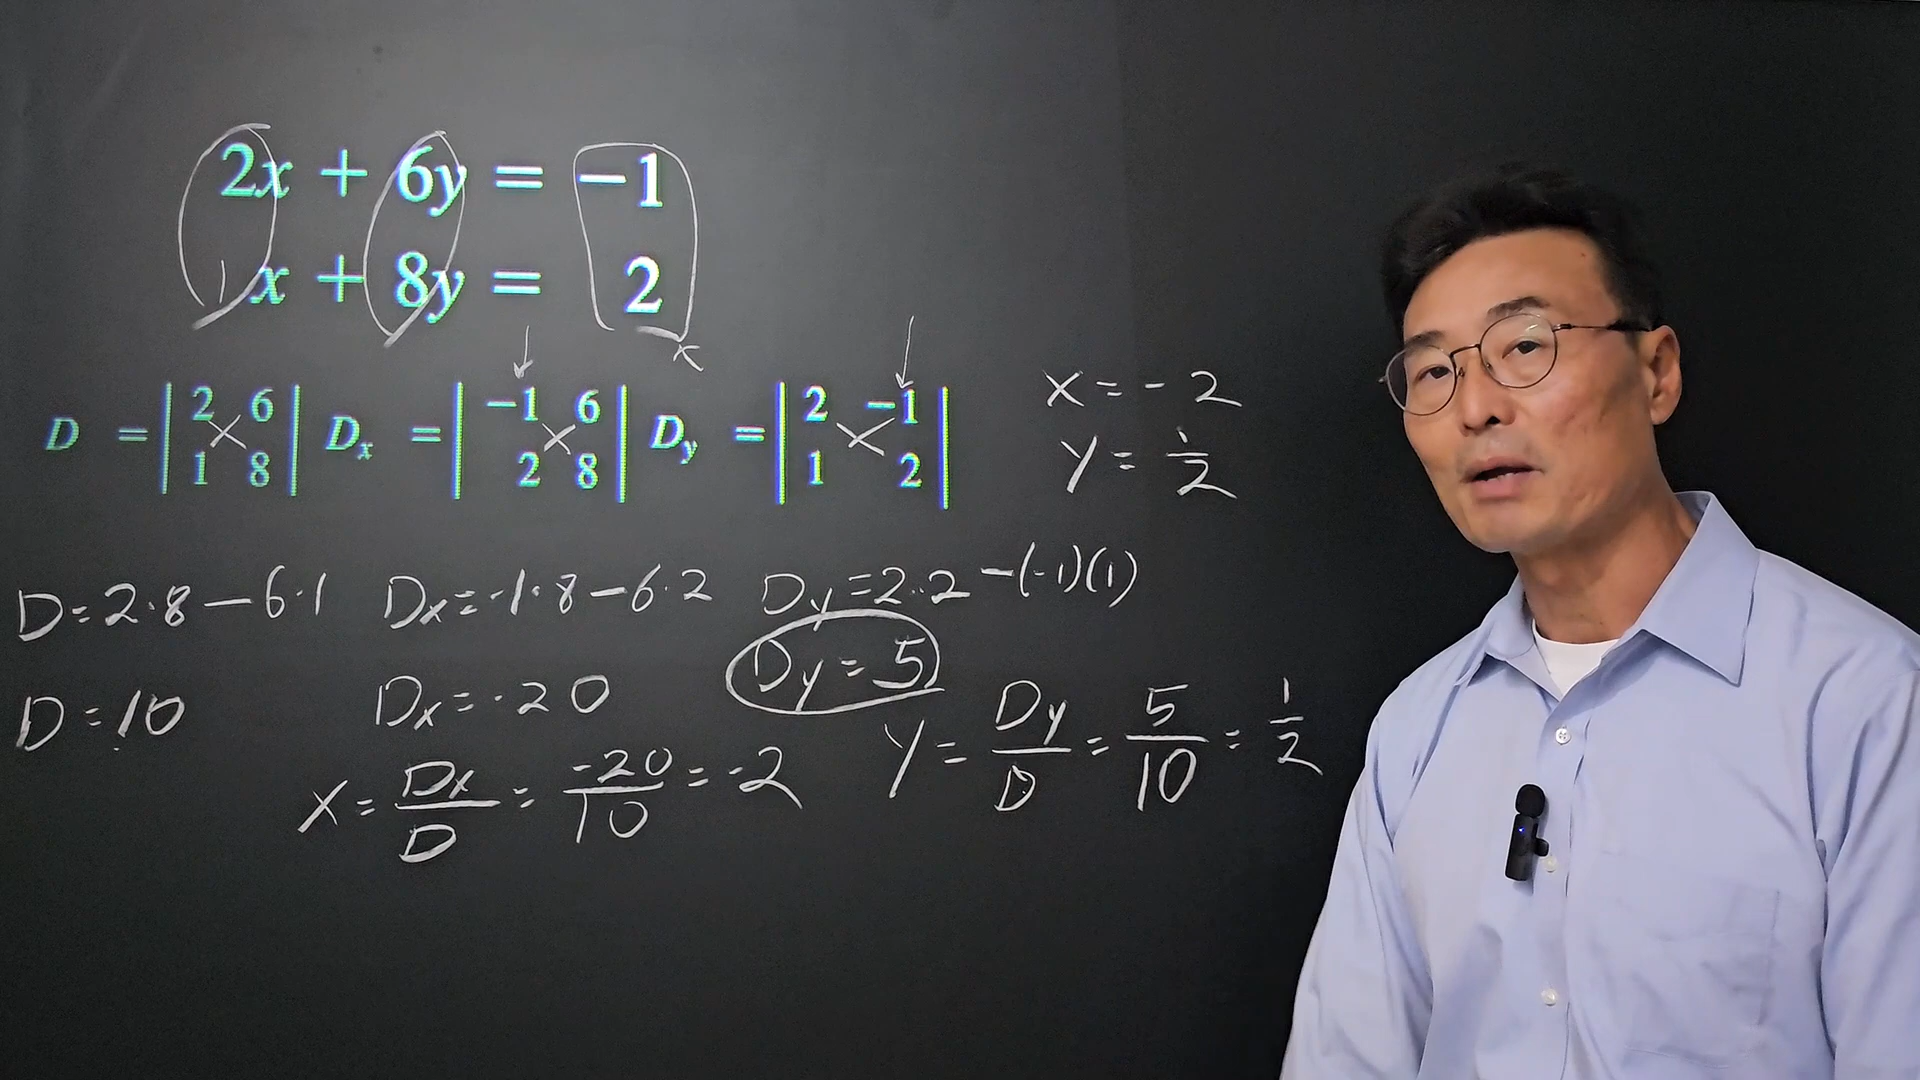 2x + 6y = -1
1x + 8y = 2
D = | 2 6 | Dx = | -1 6 | Dy = | 2 -1 |
| 1 8 | | 2 8 | | 1 2 |
x = -2
y = 1/2
D = 2·8 - 6·1 Dx = -1·8 - 6·2 Dy = 2·2 - (-1)(1)
D = 10 Dx = -20 Dy = 5
x = Dx/D = -20/10 = -2 y = Dy/D = 5/10 = 1/2